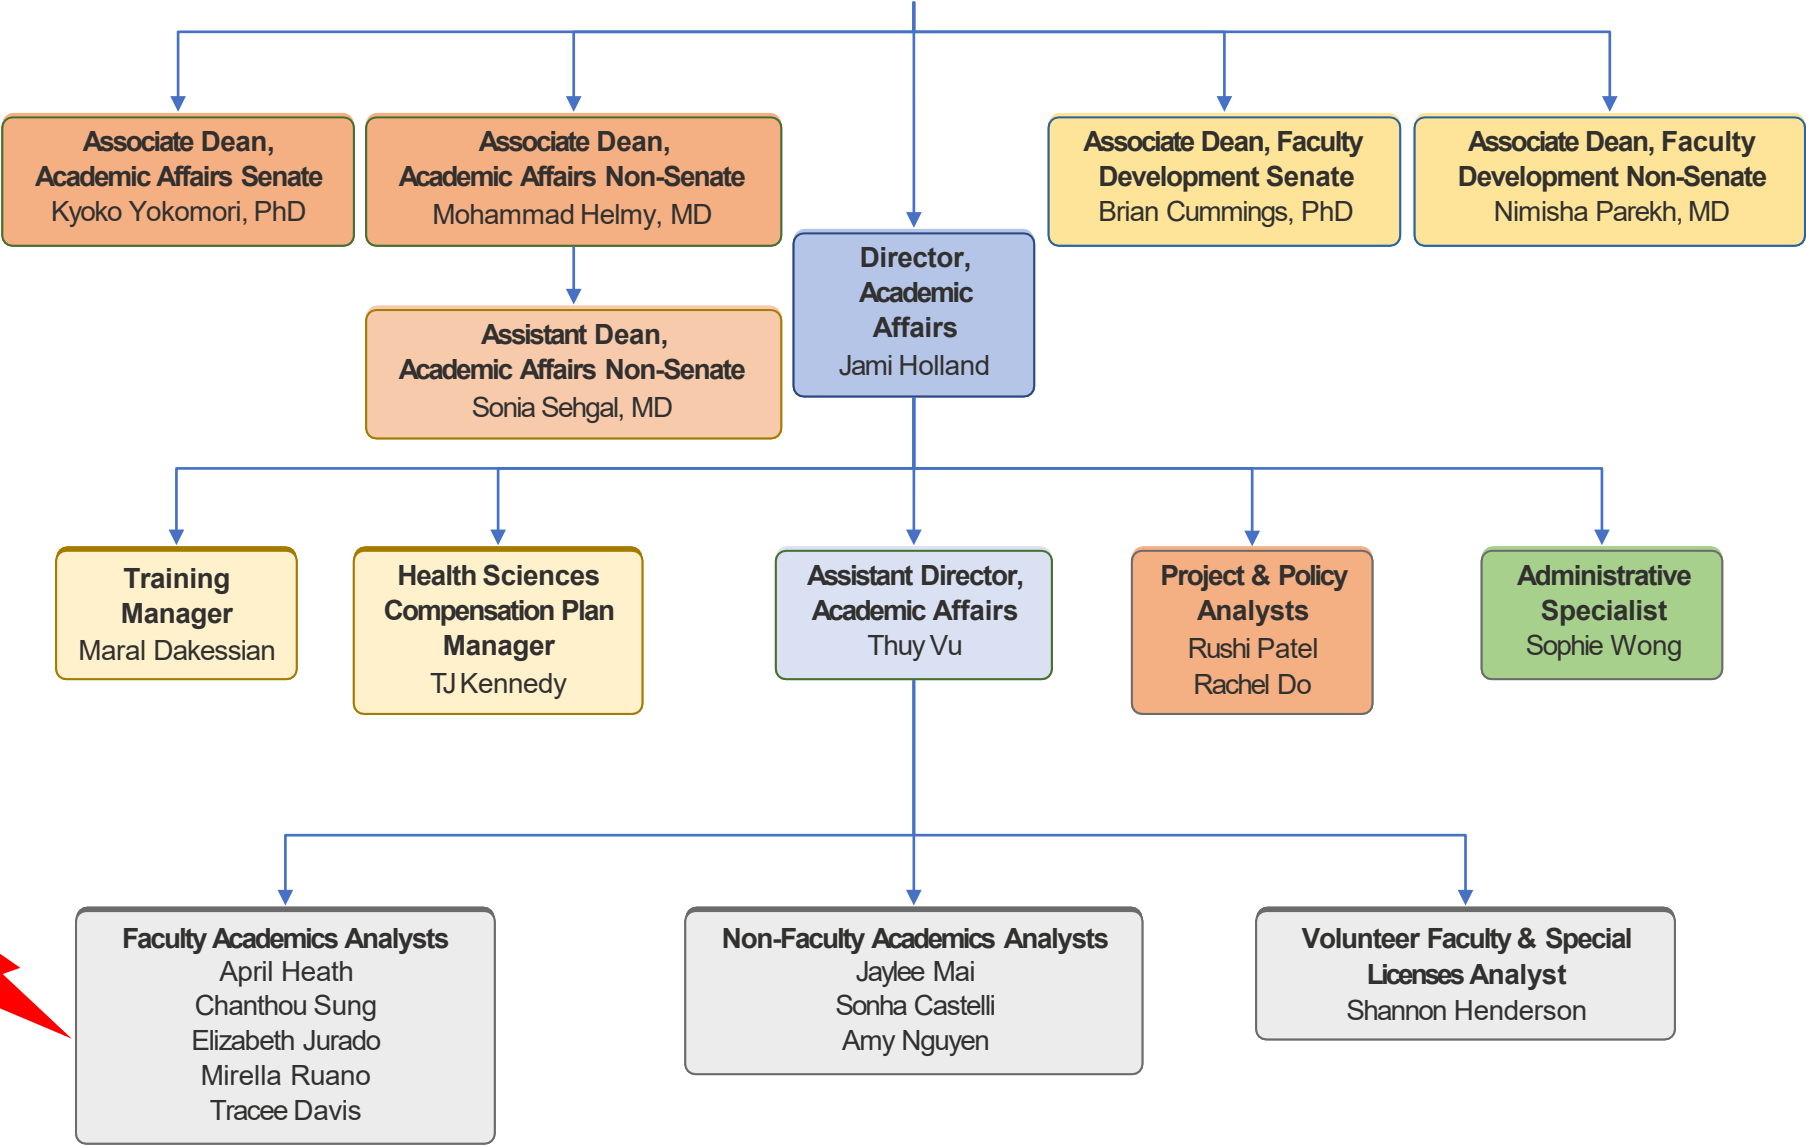 Associate Dean,
Academic Affairs Senate
Kyoko Yokomori, PhD
Associate Dean,
Academic Affairs Non-Senate
Mohammad Helmy, MD
Associate Dean, Faculty
Development Senate
Brian Cummings, PhD
Associate Dean, Faculty
Development Non-Senate
Nimisha Parekh, MD
Director,
Academic
Affairs
Jami Holland
Assistant Dean,
Academic Affairs Non-Senate
Sonia Sehgal, MD
Training
Manager
Maral Dakessian
Health Sciences
Compensation Plan
Manager
TJ Kennedy
Assistant Director,
Academic Affairs
Thuy Vu
Project & Policy
Analysts
Rushi Patel
Rachel Do
Administrative
Specialist
Sophie Wong
Faculty Academics Analysts
April Heath
Chanthou Sung
Elizabeth Jurado
Mirella Ruano
Tracee Davis
Non-Faculty Academics Analysts
Jaylee Mai
Sonha Castelli
Amy Nguyen
Volunteer Faculty & Special
Licenses Analyst
Shannon Henderson